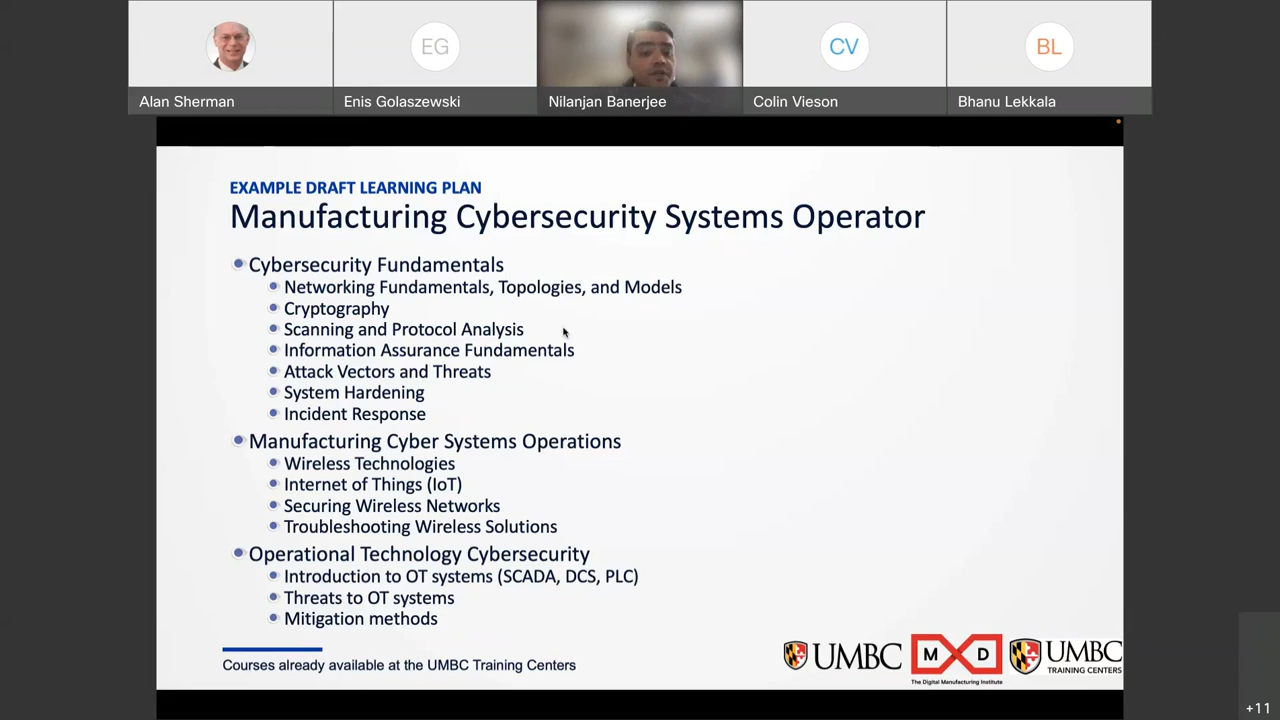 EG
CV
BL
Alan Sherman
Enis Golaszewski
Nilanjan Banerjee
Colin Vieson
Bhanu Lekkala
EXAMPLE DRAFT LEARNING PLAN
Manufacturing Cybersecurity Systems Operator
Cybersecurity Fundamentals
Networking Fundamentals, Topologies, and Models
Cryptography
Scanning and Protocol Analysis
Information Assurance Fundamentals
Attack Vectors and Threats
System Hardening
Incident Response
Manufacturing Cyber Systems Operations
Wireless Technologies
Internet of Things (IoT)
Securing Wireless Networks
Troubleshooting Wireless Solutions
Operational Technology Cybersecurity
Introduction to OT systems (SCADA, DCS, PLC)
Threats to OT systems
Mitigation methods
Courses already available at the UMBC Training Centers
UMBC
M D
The Digital Manufacturing Institute
UMBC
TRAINING CENTERS
+11